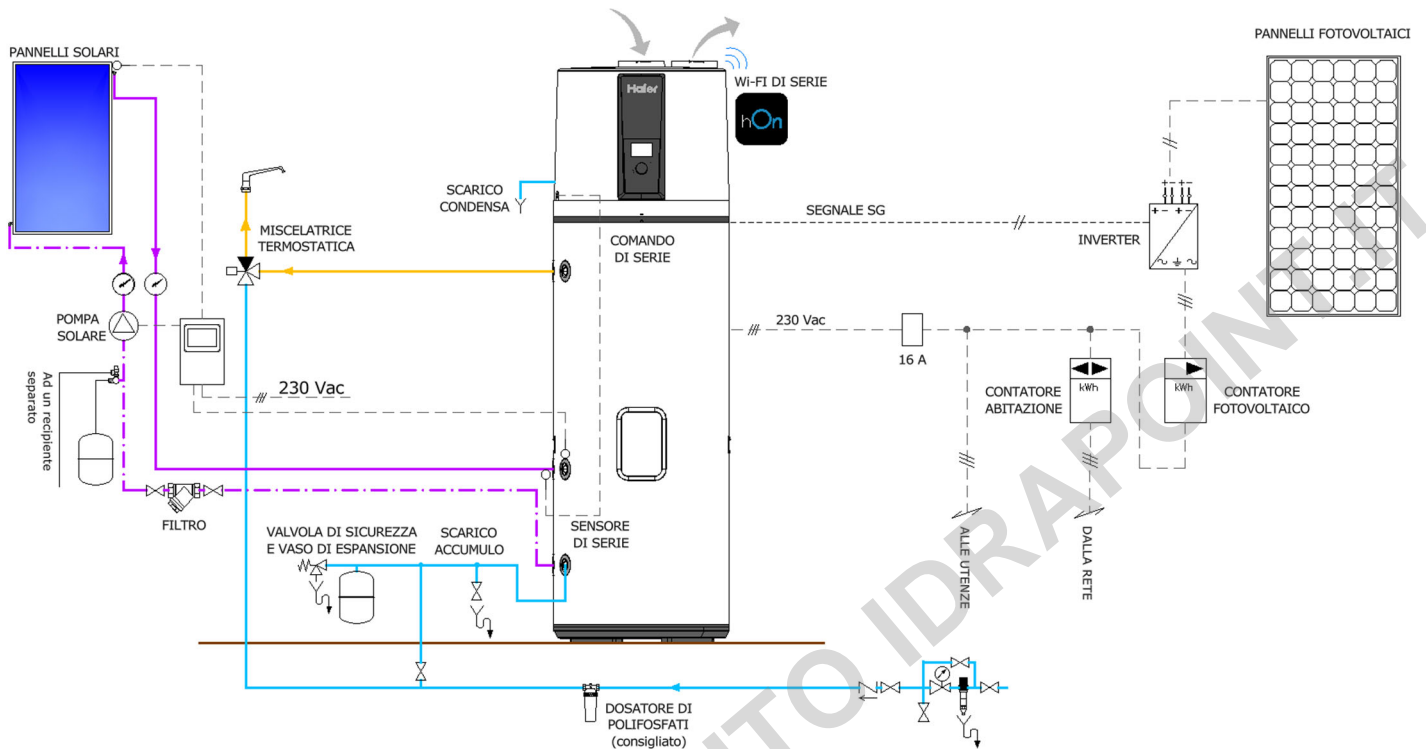 PANNELLI SOLARI
PANNELLI FOTOVOLTAICI
Haier
Wi-FI DI SERIE
hOn
SCARICO
CONDENSA
MISCELATRICE
TERMOSTATICA
SEGNALE SG
COMANDO
DI SERIE
INVERTER
+ - + -
+ - + -
POMPA
SOLARE
230 Vac
16 A
Ad un recipiente
separato
230 Vac
CONTATORE
ABITAZIONE
kWh
kWh
CONTATORE
FOTOVOLTAICO
FILTRO
VALVOLA DI SICUREZZA
E VASO DI ESPANSIONE
SCARICO
ACCUMULO
SENSORE
DI SERIE
ALLE UTENZE
DALLA RETE
DOSATORE DI
POLIFOSFATI
(consigliato)
NTO IDRAPOINT.IT